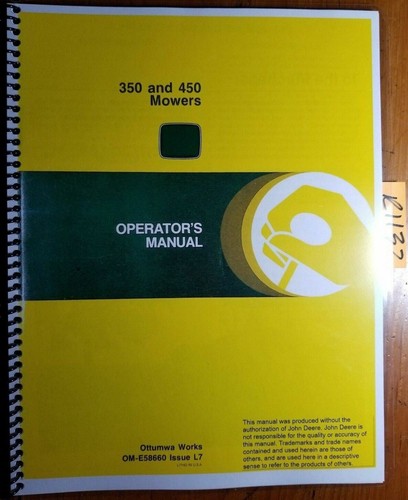 350 and 450
Mowers
OPERATOR'S
MANUAL
This manual was produced without the
authorization of John Deere. John Deere is
not responsible for the quality or accuracy of
this manual. Trademarks and trade names
contained and used herein are those of
others, and are used here in a descriptive
sense to refer to the products of others.
Ottumwa Works
OM-E58660 Issue L7